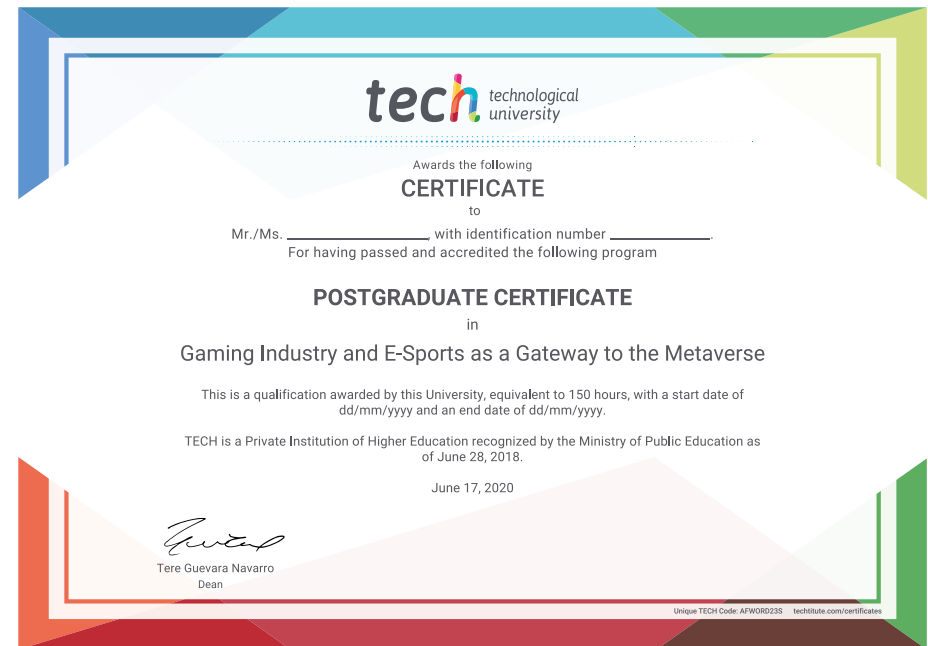 tech technological
university
Awards the following
CERTIFICATE
to
Mr./Ms. ____________________, with identification number ______________.
For having passed and accredited the following program
POSTGRADUATE CERTIFICATE
in
Gaming Industry and E-Sports as a Gateway to the Metaverse
This is a qualification awarded by this University, equivalent to 150 hours, with a start date of
dd/mm/yyyy and an end date of dd/mm/yyyy.
TECH is a Private Institution of Higher Education recognized by the Ministry of Public Education as
of June 28, 2018.
June 17, 2020
Tere Guevara Navarro
Dean
Unique TECH Code: AFWORD23S techtitute.com/certificates